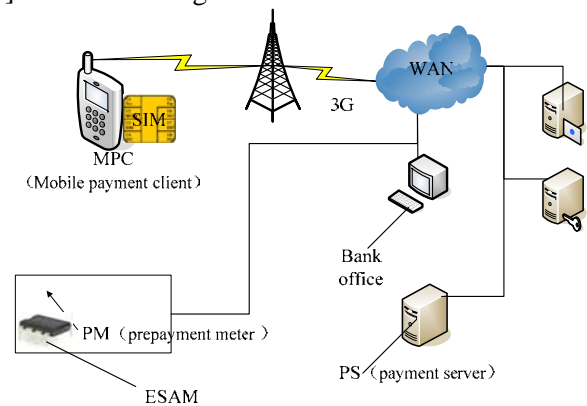 ]
WAN
3G
SIM
MPC
（Mobile payment client）
Bank
office
PM（prepayment meter ）
PS（payment server）
ESAM